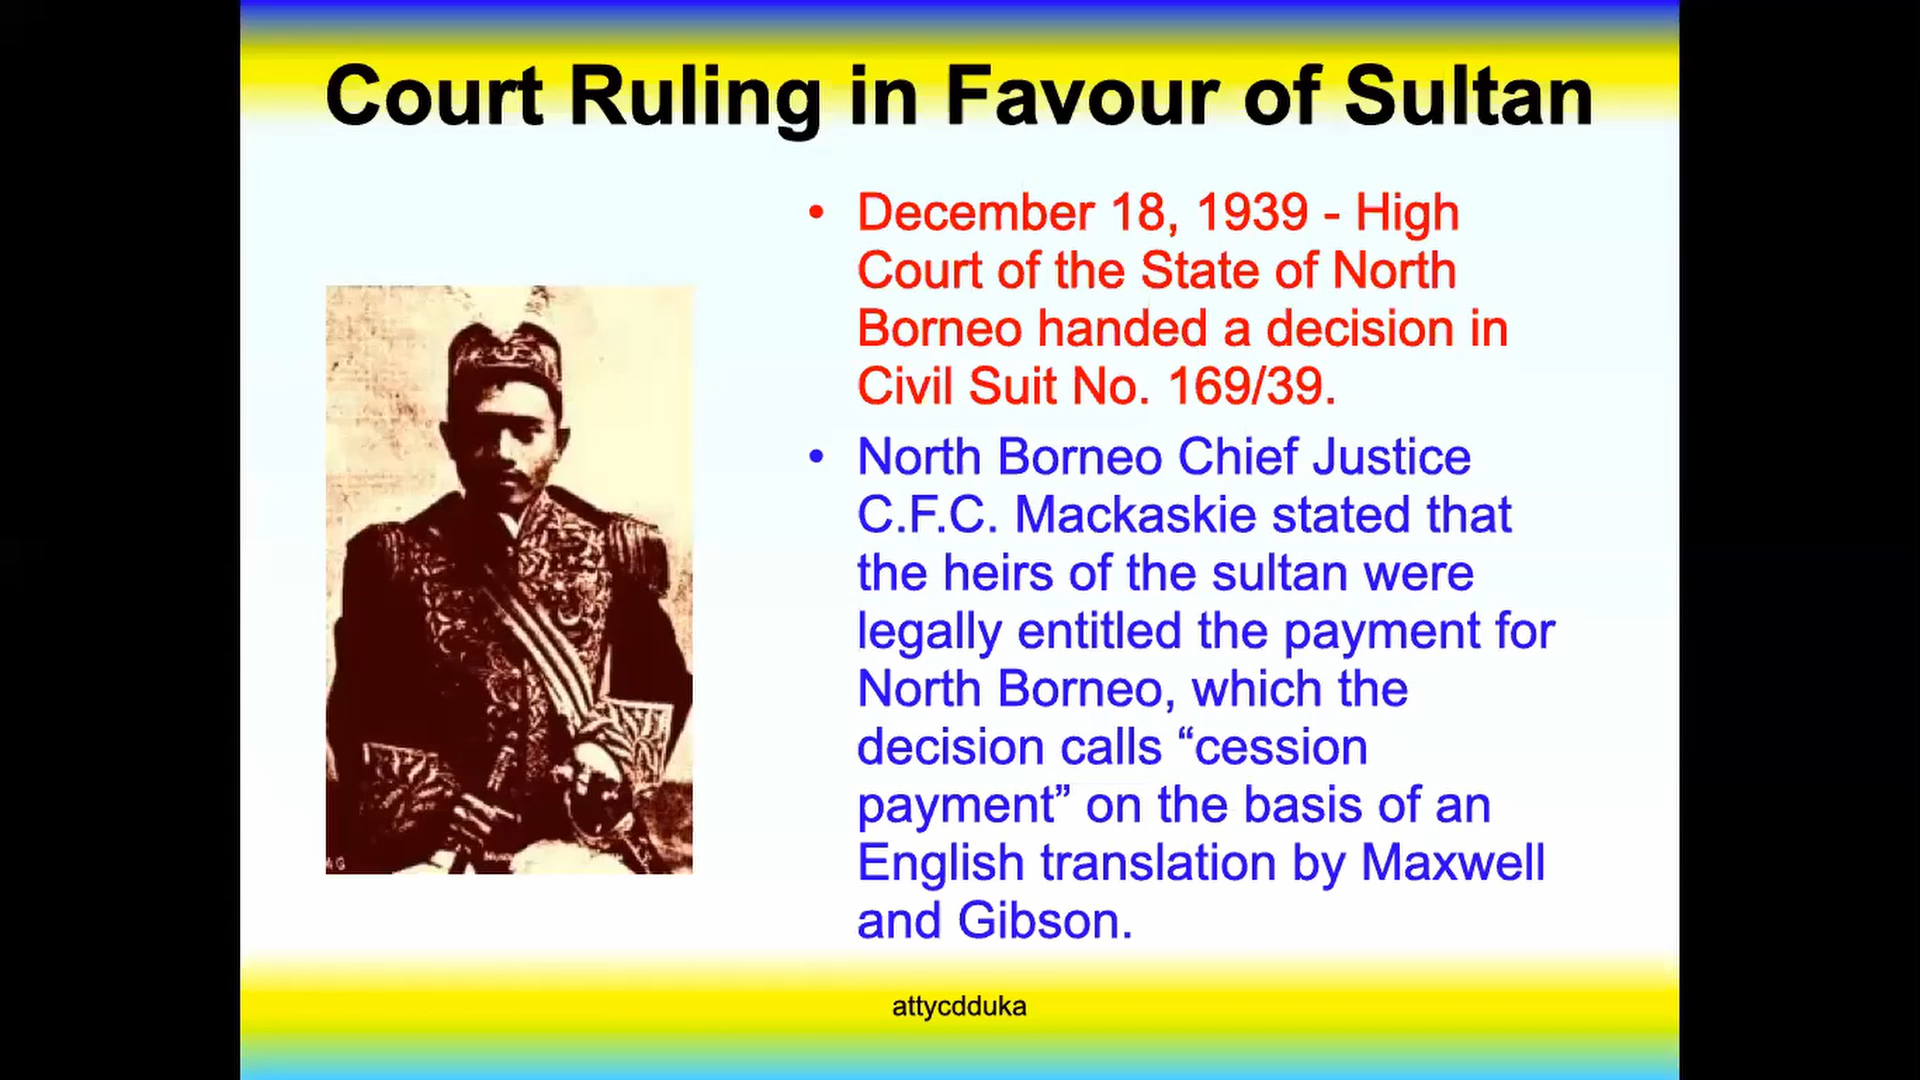 Court Ruling in Favour of Sultan
• December 18, 1939 - High
Court of the State of North
Borneo handed a decision in
Civil Suit No. 169/39.
• North Borneo Chief Justice
C.F.C. Mackaskie stated that
the heirs of the sultan were
legally entitled the payment for
North Borneo, which the
decision calls “cession
payment” on the basis of an
English translation by Maxwell
and Gibson.
attycdduka